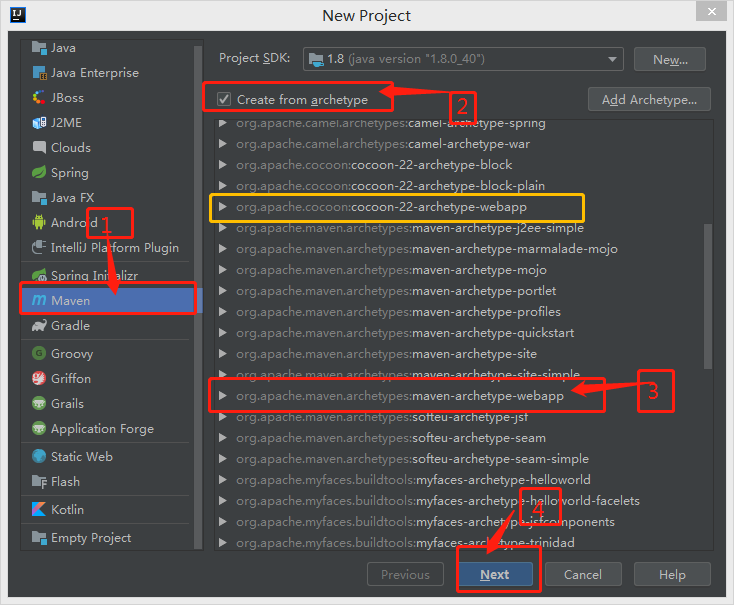 New Project
Java
Java Enterprise
JBoss
J2ME
Clouds
Spring
Java FX
Android
IntelliJ Platform Plugin
Spring Initializr
Maven
Gradle
Groovy
Griffon
Grails
Application Forge
Static Web
Flash
Kotlin
Empty Project
1
Project SDK: 1.8 (java version "1.8.0_40") New...
Create from archetype 2 Add Archetype...
org.apache.camel.archetypes:camel-archetype-spring
org.apache.camel.archetypes:camel-archetype-war
org.apache.cocoon:cocoon-22-archetype-block
org.apache.cocoon:cocoon-22-archetype-block-plain
org.apache.cocoon:cocoon-22-archetype-webapp
org.apache.maven.archetypes:maven-archetype-j2ee-simple
org.apache.maven.archetypes:maven-archetype-marmalade-mojo
org.apache.maven.archetypes:maven-archetype-mojo
org.apache.maven.archetypes:maven-archetype-portlet
org.apache.maven.archetypes:maven-archetype-profiles
org.apache.maven.archetypes:maven-archetype-quickstart
org.apache.maven.archetypes:maven-archetype-site
org.apache.maven.archetypes:maven-archetype-site-simple
org.apache.maven.archetypes:maven-archetype-webapp 3
org.apache.maven.archetypes:softeu-archetype-jsf
org.apache.maven.archetypes:softeu-archetype-seam
org.apache.maven.archetypes:softeu-archetype-seam-simple
org.apache.myfaces.buildtools:myfaces-archetype-helloworld
org.apache.myfaces.buildtools:myfaces-archetype-helloworld-facelets
org.apache.myfaces.buildtools:myfaces-archetype-jsfcomponents
org.apache.myfaces.buildtools:myfaces-archetype-trinidad
4
Previous Next Cancel Help